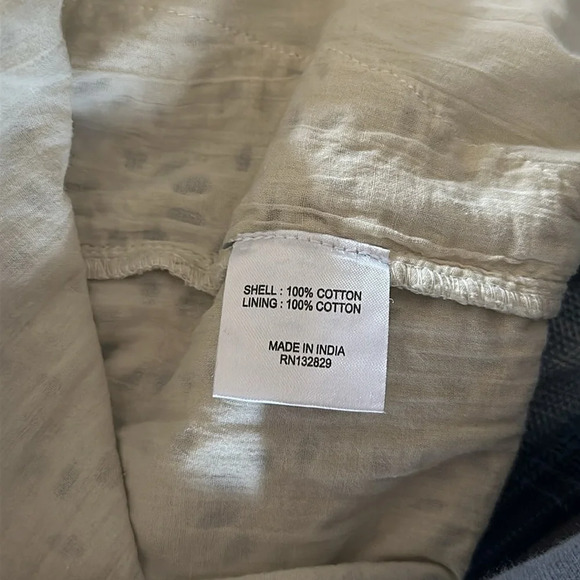 SHELL : 100% COTTON
LINING : 100% COTTON
MADE IN INDIA
RN132829